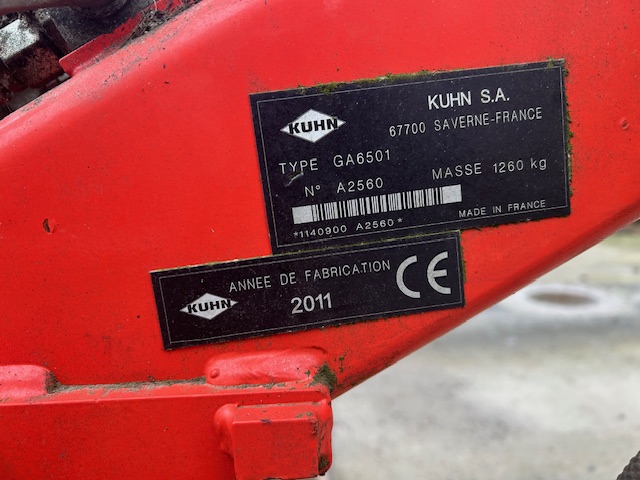 KUHN
KUHN S.A.
67700 SAVERNE-FRANCE
TYPE GA6501
N° A2560
MASSE 1260 kg
*1140900 A2560*
MADE IN FRANCE
KUHN
ANNEE DE FABRICATION
2011
CE